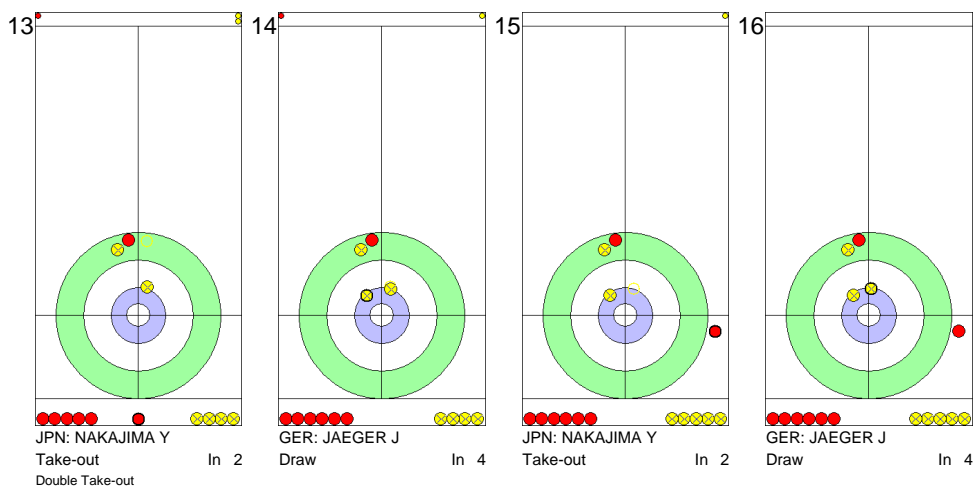 13
14
15
16
JPN: NAKAJIMA Y
Take-out In 2
Double Take-out
GER: JAEGER J
Draw In 4
JPN: NAKAJIMA Y
Take-out In 2
GER: JAEGER J
Draw In 4